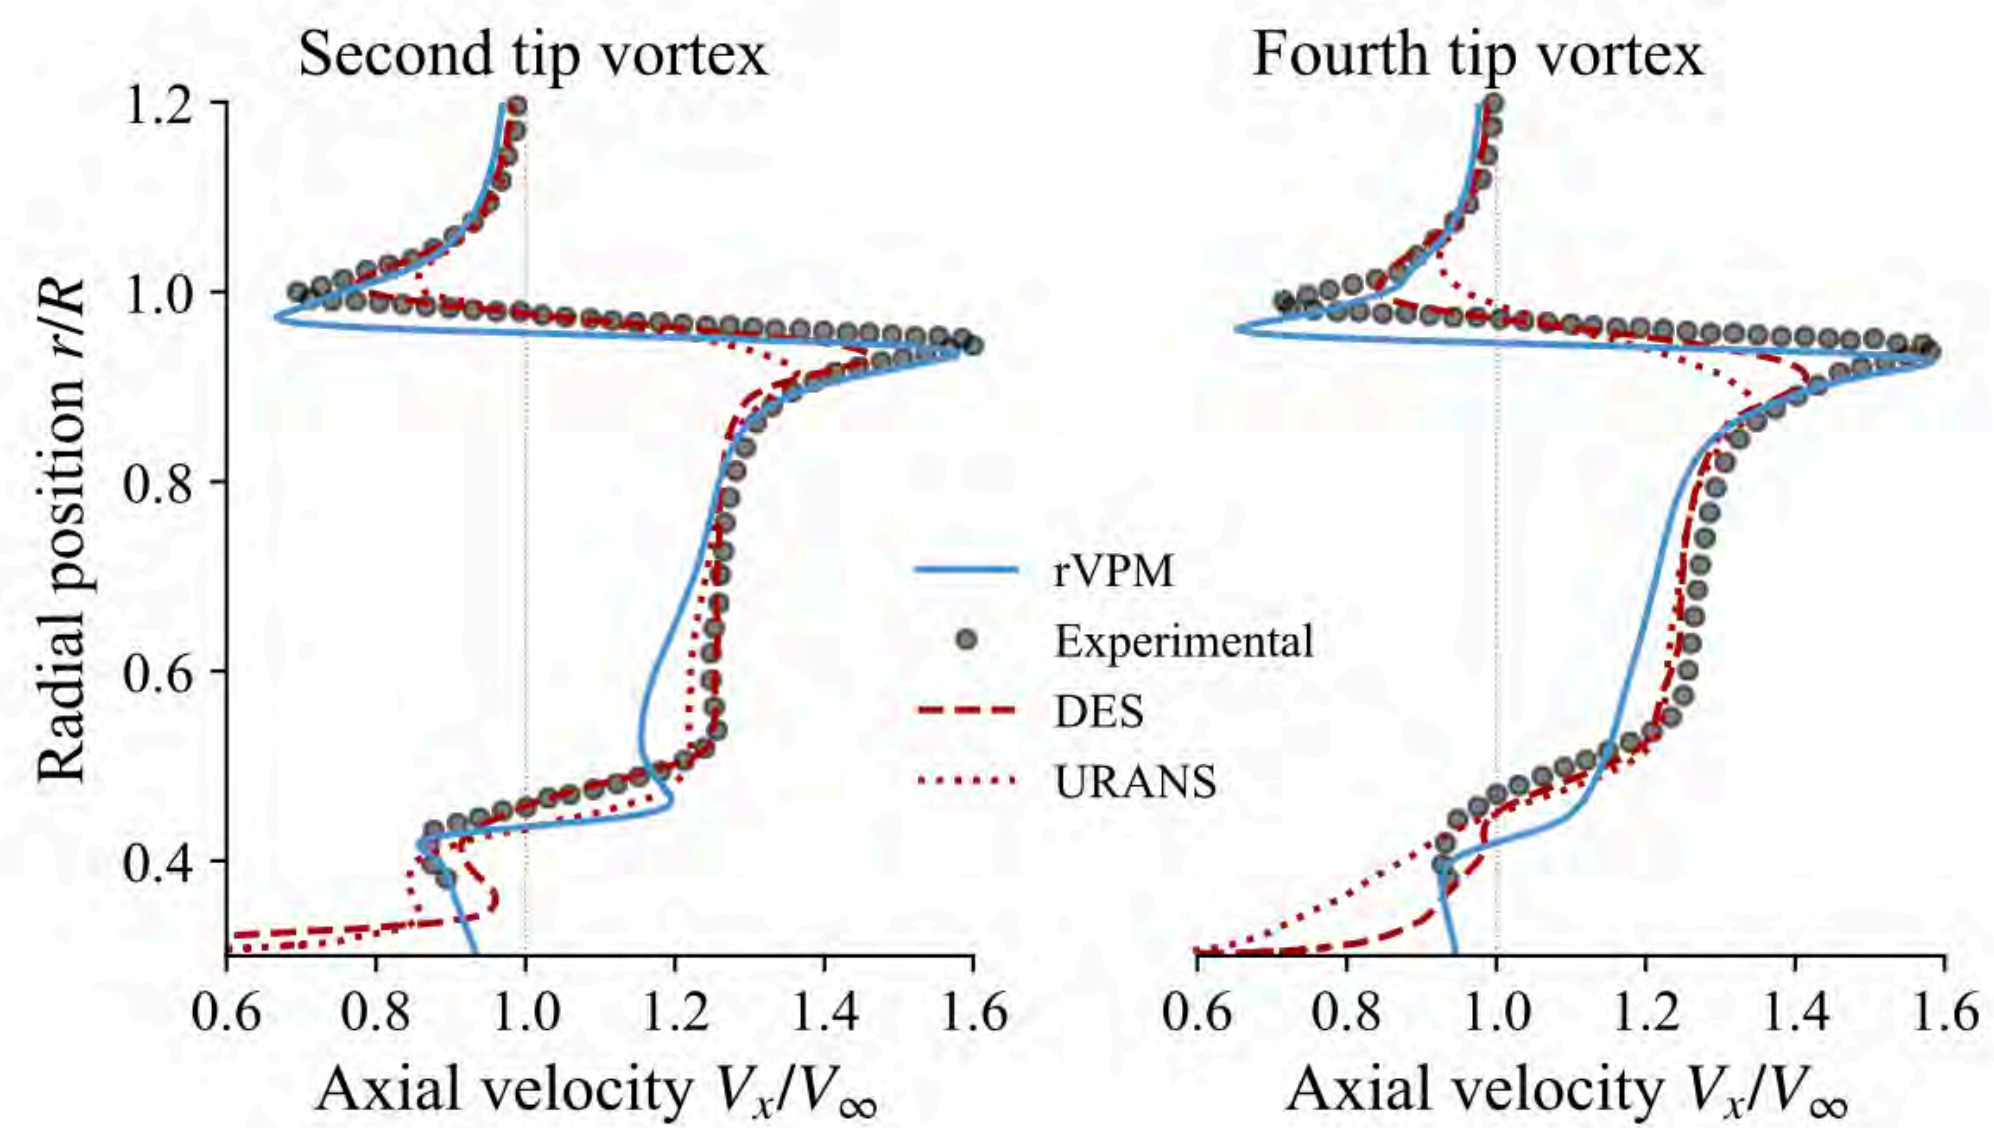 Second tip vortex
Fourth tip vortex
1.2
1.0
0.8
0.6
0.4
Radial position r/R
rVPM
Experimental
DES
URANS
0.6 0.8 1.0 1.2 1.4 1.6
0.6 0.8 1.0 1.2 1.4 1.6
Axial velocity Vₓ/V∞
Axial velocity Vₓ/V∞